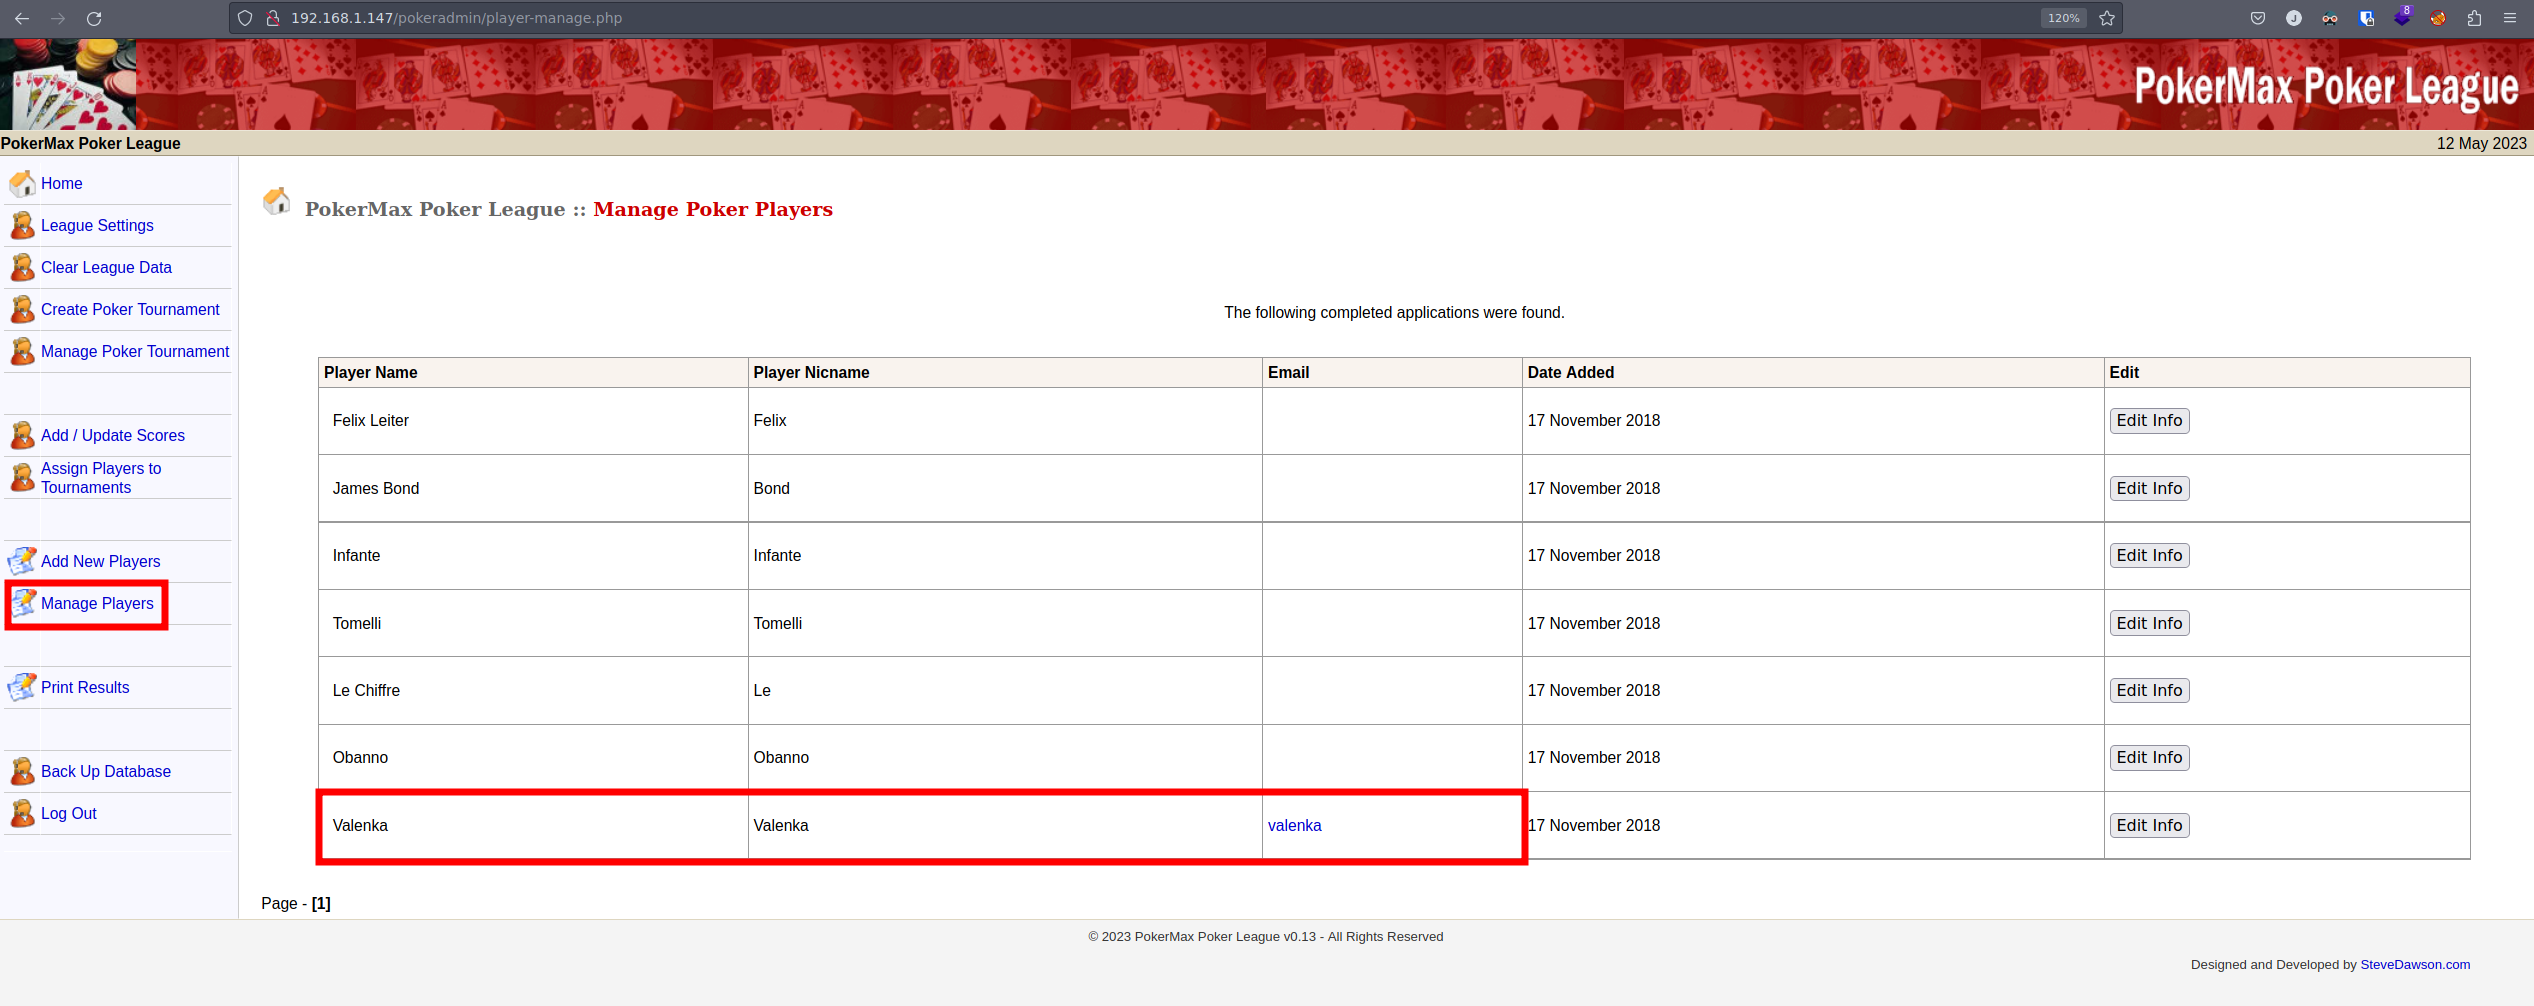 192.168.1.147/pokeradmin/player-manage.php
120%
J
8
PokerMax Poker League
PokerMax Poker League
12 May 2023
Home
League Settings
Clear League Data
Create Poker Tournament
Manage Poker Tournament
Add / Update Scores
Assign Players to
Tournaments
Add New Players
Manage Players
Print Results
Back Up Database
Log Out
PokerMax Poker League :: Manage Poker Players
The following completed applications were found.
Player Name Player Nicname Email Date Added Edit
Felix Leiter Felix 17 November 2018 Edit Info
James Bond Bond 17 November 2018 Edit Info
Infante Infante 17 November 2018 Edit Info
Tomelli Tomelli 17 November 2018 Edit Info
Le Chiffre Le 17 November 2018 Edit Info
Obanno Obanno 17 November 2018 Edit Info
Valenka Valenka valenka 17 November 2018 Edit Info
Page - [1]
© 2023 PokerMax Poker League v0.13 - All Rights Reserved
Designed and Developed by SteveDawson.com